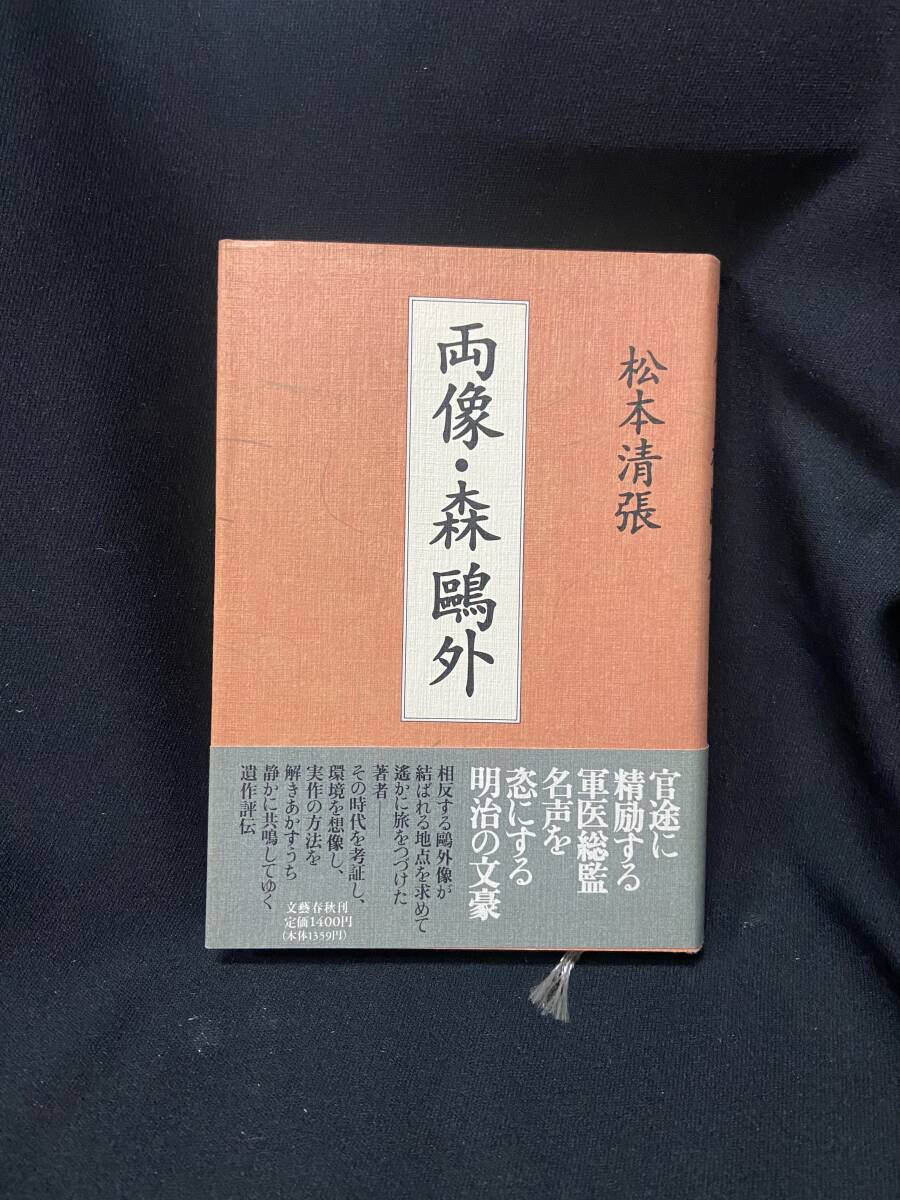 松本清張
両像・森鷗外
官途に
精励する
軍医総監
名声を
恣にする
明治の文豪
相反する鷗外像が
結ばれる地点を求めて
遙かに旅をつづけた
著者――
その時代を考証し、
環境を想像し、
実作の方法を
解きあかすうち
静かに共鳴してゆく
遺作評伝
文藝春秋刊
定価1400円
(本体1359円)